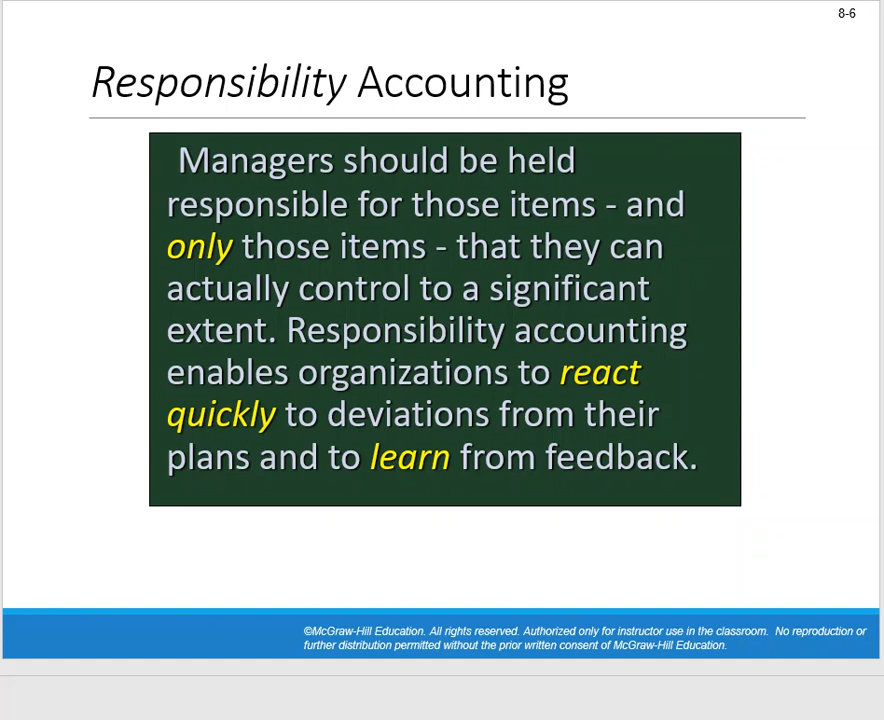 8-6
Responsibility Accounting
Managers should be held
responsible for those items - and
only those items - that they can
actually control to a significant
extent. Responsibility accounting
enables organizations to react
quickly to deviations from their
plans and to learn from feedback.
©McGraw-Hill Education. All rights reserved. Authorized only for instructor use in the classroom.  No reproduction or
further distribution permitted without the prior written consent of McGraw-Hill Education.